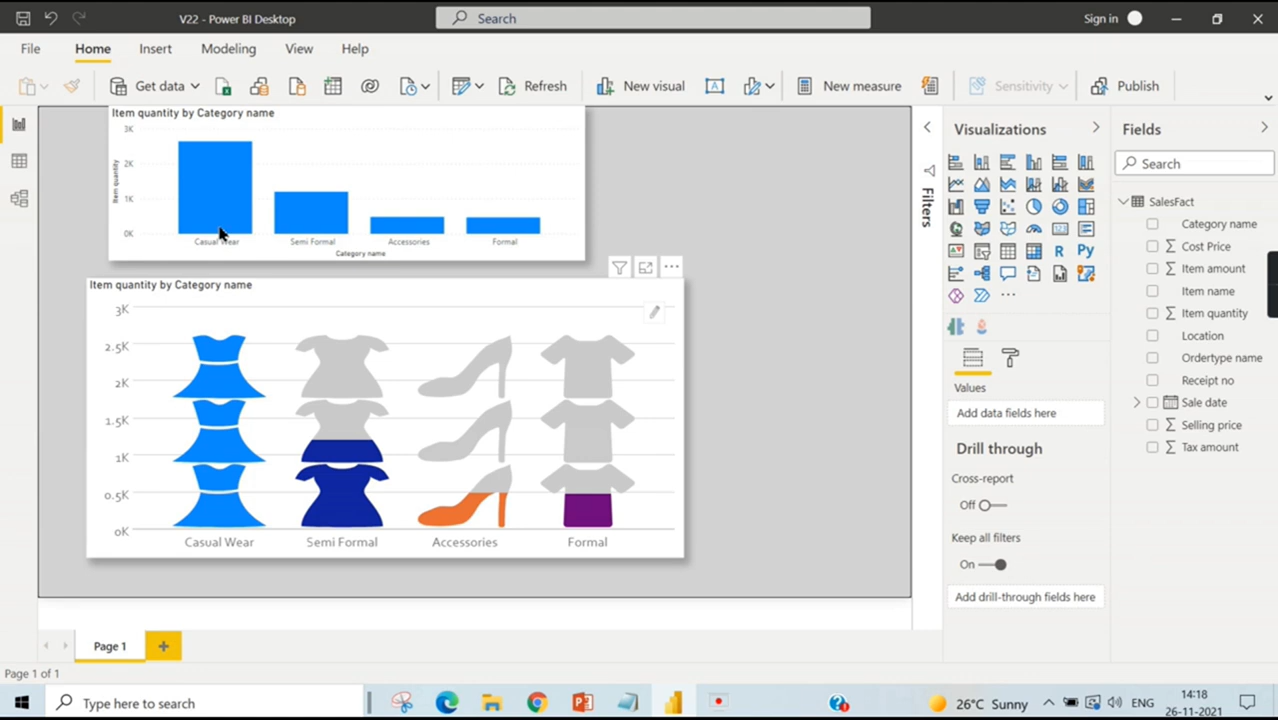 V22 - Power BI Desktop
Search
Sign in
File Home Insert Modeling View Help
Get data
Refresh
New visual
New measure
Sensitivity
Publish
Item quantity by Category name
3K
2K
1K
0K
Item quantity
Casual Wear Semi Formal Accessories Formal
Category name
Item quantity by Category name
3K
2.5K
2K
1.5K
1K
0.5K
0K
Casual Wear Semi Formal Accessories Formal
Filters
Visualizations
R Py
Values
Add data fields here
Drill through
Cross-report
Off
Keep all filters
On
Add drill-through fields here
Fields
Search
SalesFact
Category name
Cost Price
Item amount
Item name
Item quantity
Location
Ordertype name
Receipt no
Sale date
Selling price
Tax amount
Page 1
Page 1 of 1
Type here to search
26°C Sunny
ENG
14:18
26-11-2021